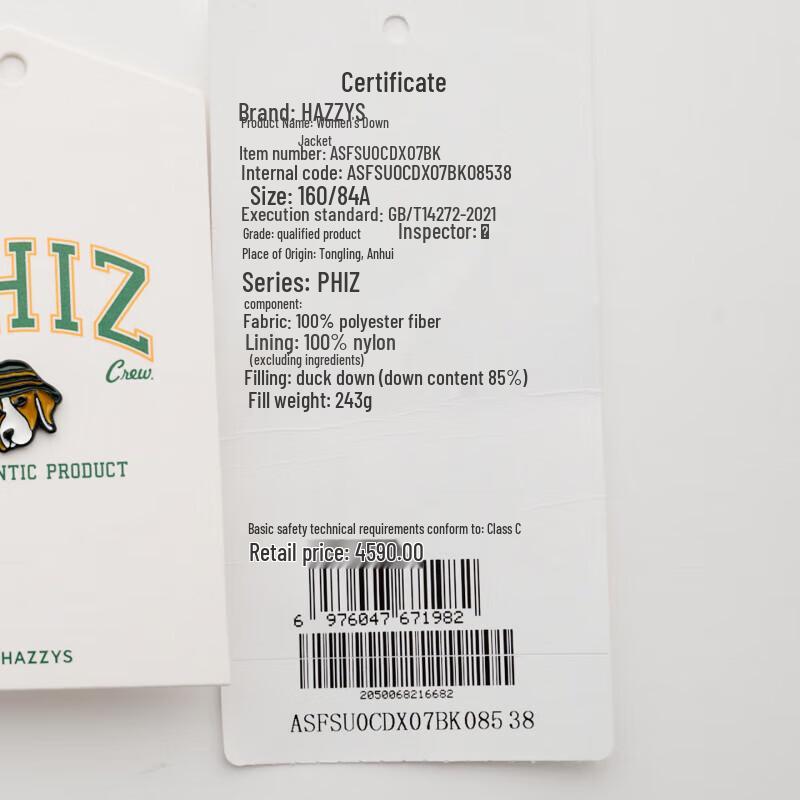 HIZ
Crew.
NTIC PRODUCT
HAZZYS
Certificate
Brand: HAZZYS
Product Name: Women's Down
Jacket
Item number: ASFSU0CDX07BK
Internal code: ASFSU0CDX07BK08538
Size: 160/84A
Execution standard: GB/T14272-2021
Grade: qualified product
Inspector:
Place of Origin: Tongling, Anhui
Series: PHIZ
component:
Fabric: 100% polyester fiber
Lining: 100% nylon
(excluding ingredients)
Filling: duck down (down content 85%)
Fill weight: 243g
Basic safety technical requirements conform to: Class C
Retail price: 4590.00
6 976047 671982
2050068216682
ASFSU0CDX07BK08538